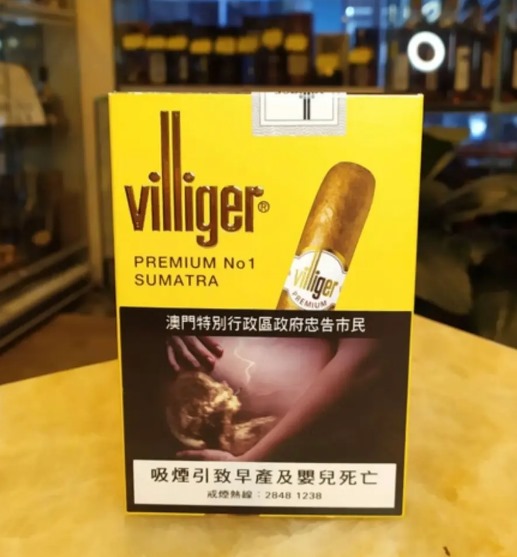 villiger®
PREMIUM No1
SUMATRA
villiger
PREMIUM
澳門特別行政區政府忠告市民
吸煙引致早產及嬰兒死亡
戒煙熱線：2848 1238